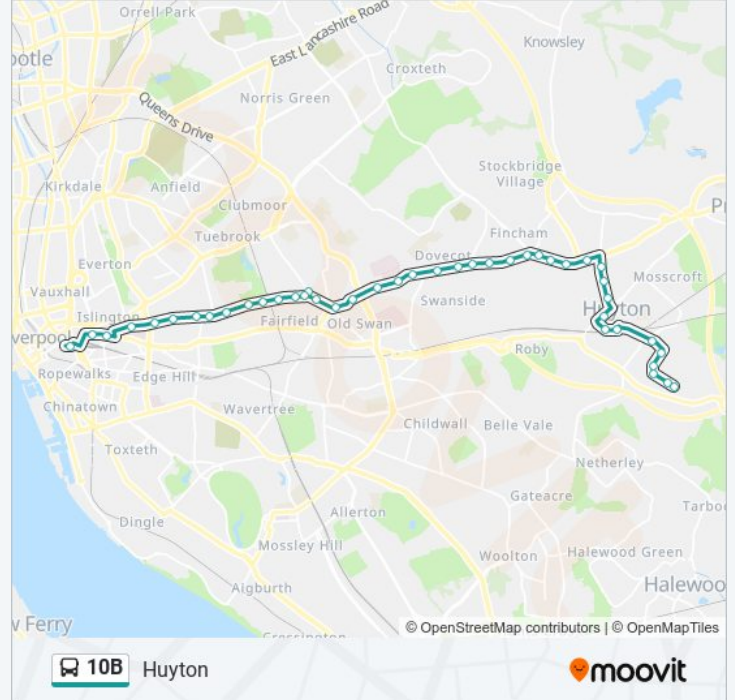 Orrell Park
East Lancashire Road
Knowsley
ootle
Croxteth
Queens Drive
Norris Green
Stockbridge
Village
Kirkdale
Anfield
Clubmoor
Pr
Tuebrook
Fincham
Everton
Dovecot
Mosscroft
Vauxhall
Swanside
Islington
Huyton
Fairfield
Old Swan
verpool
Roby
Ropewalks
Edge Hill
Chinatown
Wavertree
Childwall
Belle Vale
Toxteth
Netherley
Gateacre
Tarbo
Allerton
Dingle
Mossley Hill
Woolton
Halewood Green
Aigburth
Halewoo
w Ferry
© OpenStreetMap contributors | © OpenMapTiles
10B Huyton
moovit